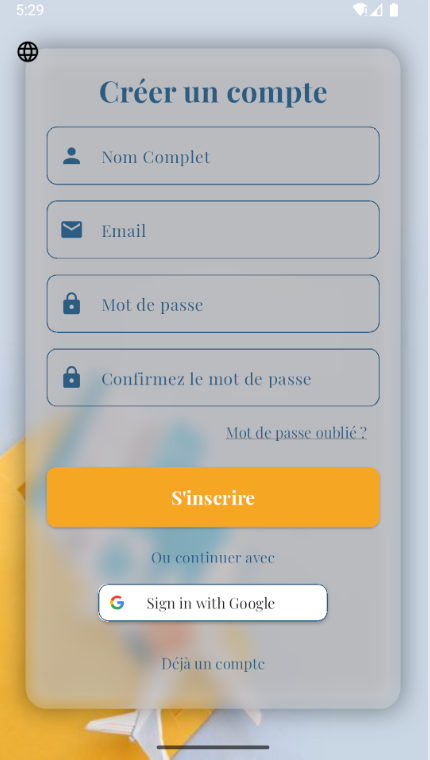 5:29
Créer un compte
Nom Complet
Email
Mot de passe
Confirmez le mot de passe
Mot de passe oublié ?
S'inscrire
Ou continuer avec
Sign in with Google
Déjà un compte